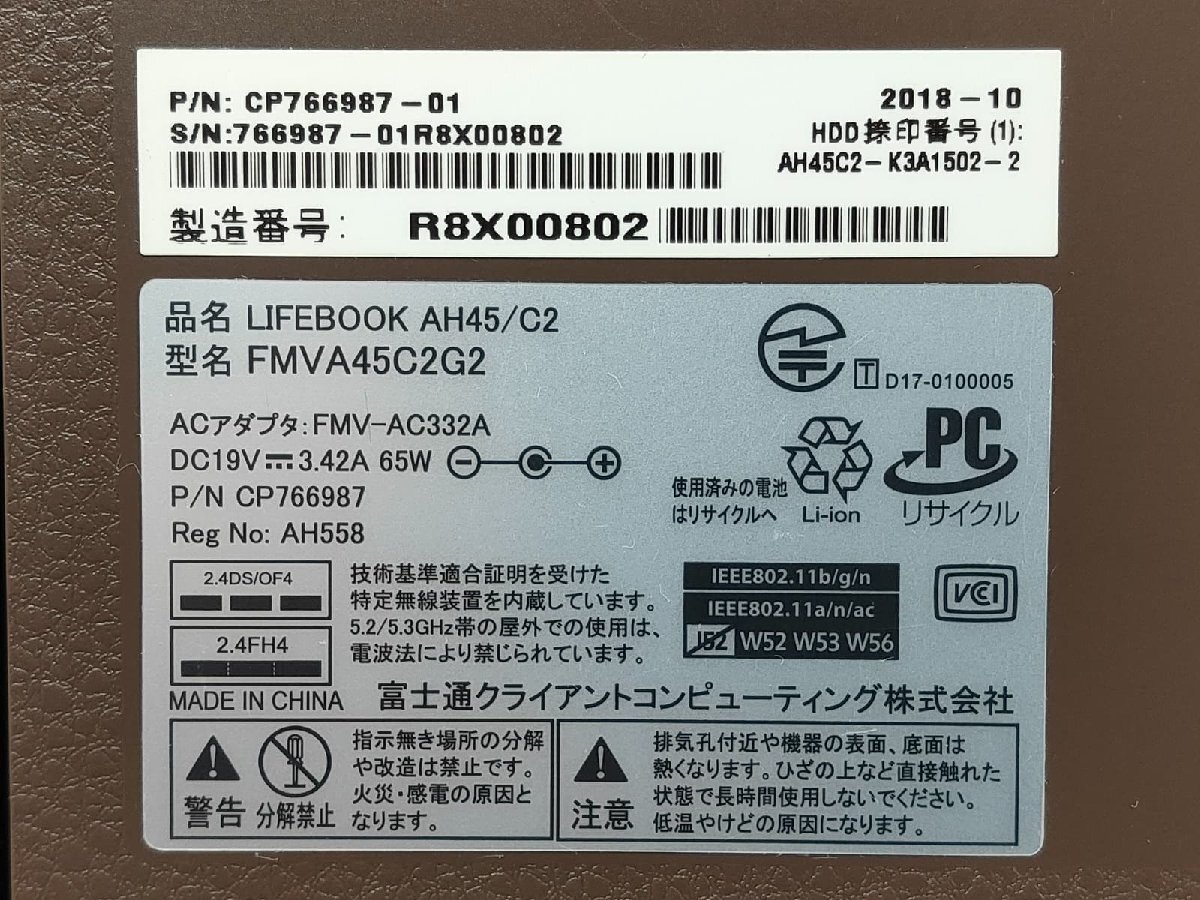 P/N: CP766987-01
2018-10
S/N:766987-01R8X00802
HDD捺印番号(1):
AH45C2-K3A1502-2
製造番号: R8X00802
品名 LIFEBOOK AH45/C2
型名 FMVA45C2G2
T D17-0100005
ACアダプタ:FMV-AC332A
DC19V 3.42A 65W
P/N CP766987
Reg No: AH558
使用済みの電池
はリサイクルへ
Li-ion
PC
リサイクル
2.4DS/OF4
2.4FH4
技術基準適合証明を受けた
特定無線装置を内蔵しています。
5.2/5.3GHz帯の屋外での使用は、
電波法により禁じられています。
IEEE802.11b/g/n
IEEE802.11a/n/ac
J52 W52 W53 W56
VCI
MADE IN CHINA
富士通クライアントコンピューティング株式会社
警告
分解禁止
指示無き場所の分解
や改造は禁止です。
火災・感電の原因と
なります。
注意
排気孔付近や機器の表面、底面は
熱くなります。ひざの上など直接触れた
状態で長時間使用しないでください。
低温やけどの原因になります。